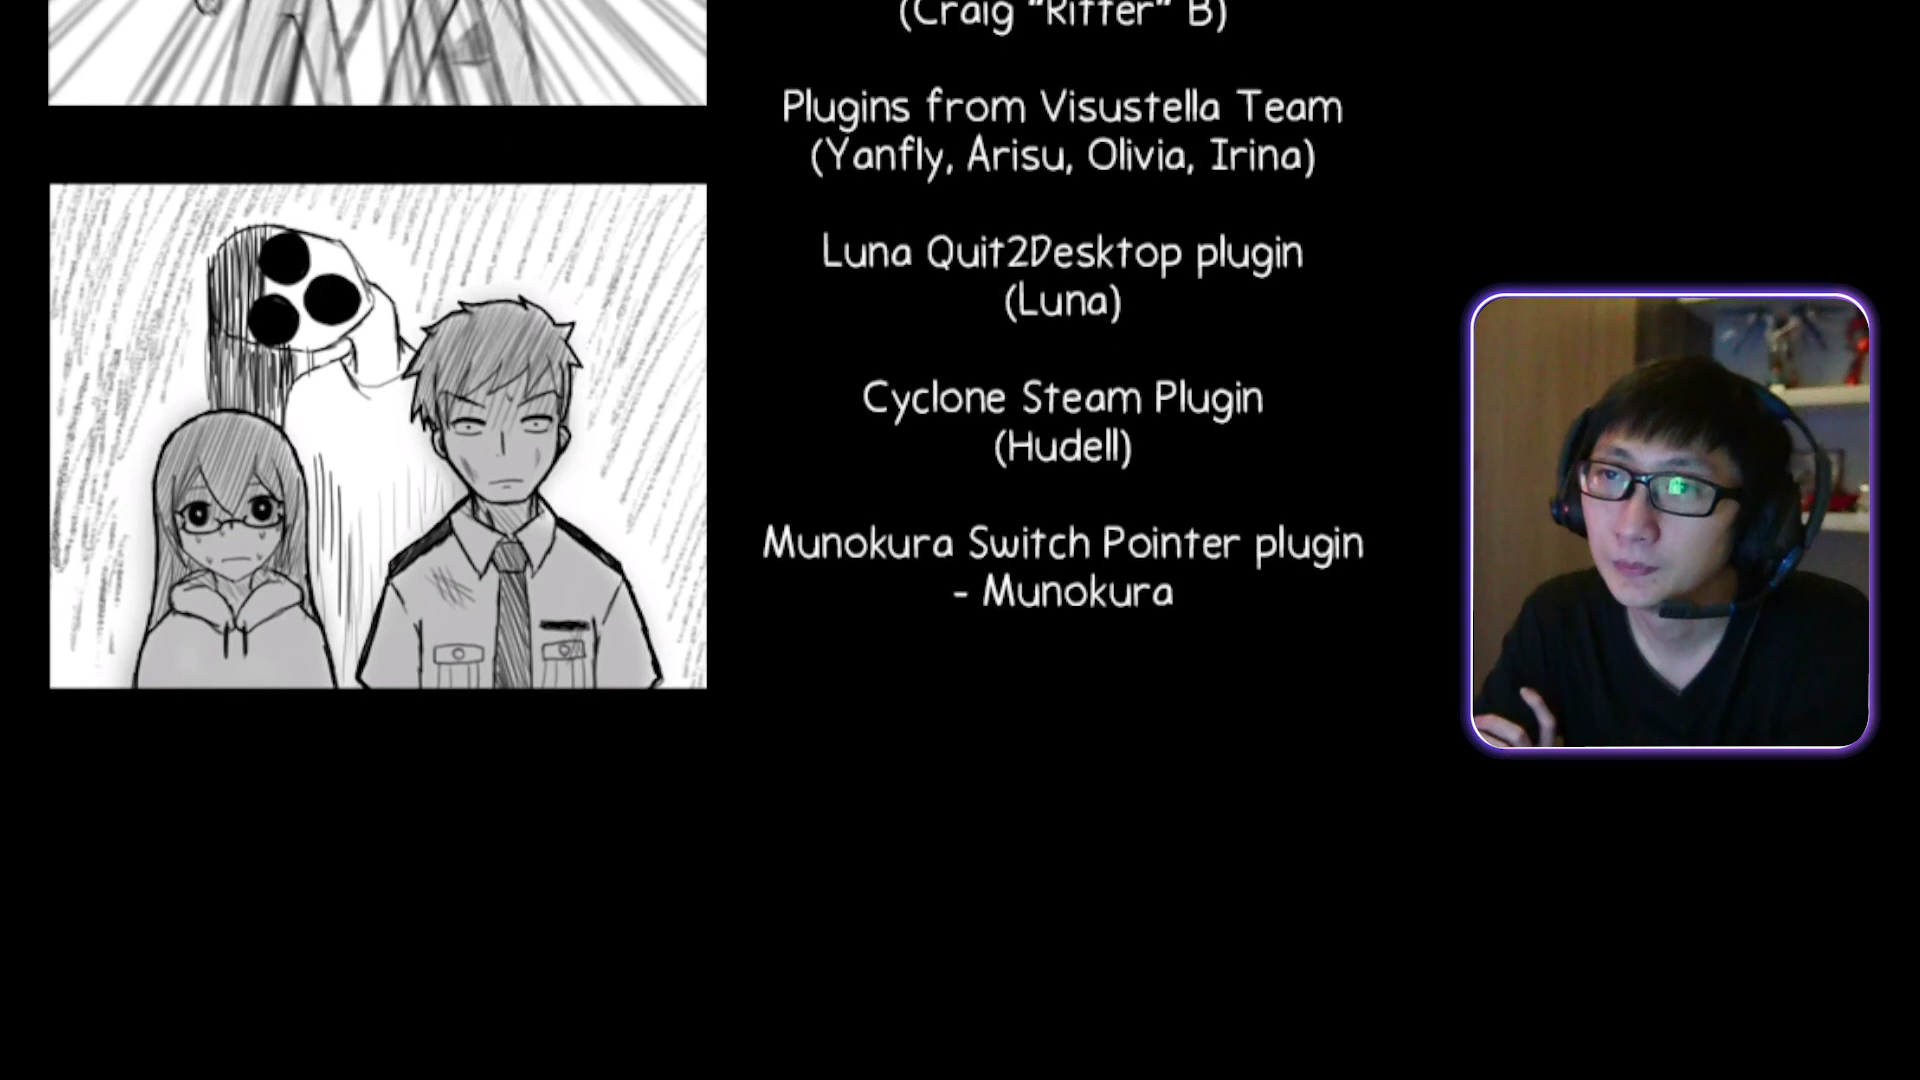 (Craig "Ritter" B)
Plugins from Visustella Team
(Yanfly, Arisu, Olivia, Irina)
Luna Quit2Desktop plugin
(Luna)
Cyclone Steam Plugin
(Hudell)
Munokura Switch Pointer plugin
- Munokura